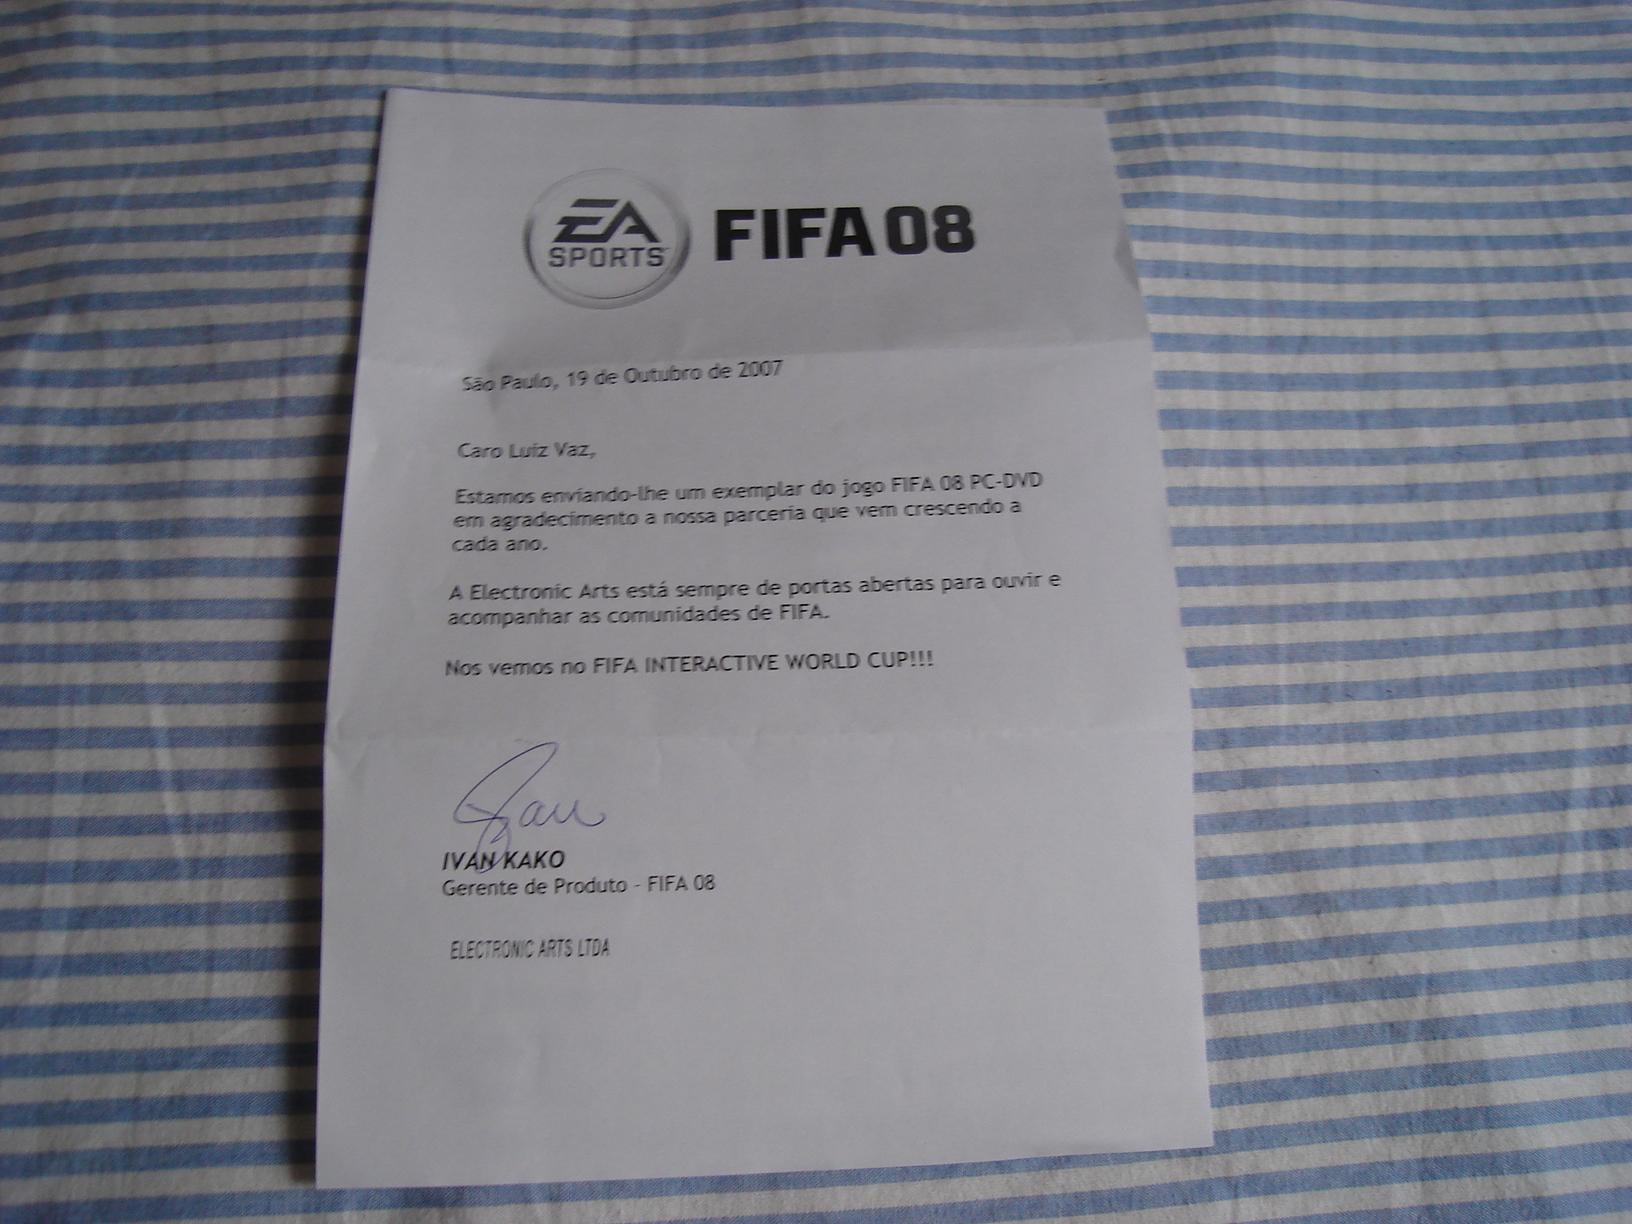 EA
SPORTS
FIFA 08
São Paulo, 19 de Outubro de 2007
Caro Luiz Vaz,
Estamos enviando-lhe um exemplar do jogo FIFA 08 PC-DVD
em agradecimento a nossa parceria que vem crescendo a
cada ano.
A Electronic Arts está sempre de portas abertas para ouvir e
acompanhar as comunidades de FIFA.
Nos vemos no FIFA INTERACTIVE WORLD CUP!!!
IVAN KAKO
Gerente de Produto - FIFA 08
ELECTRONIC ARTS LTDA